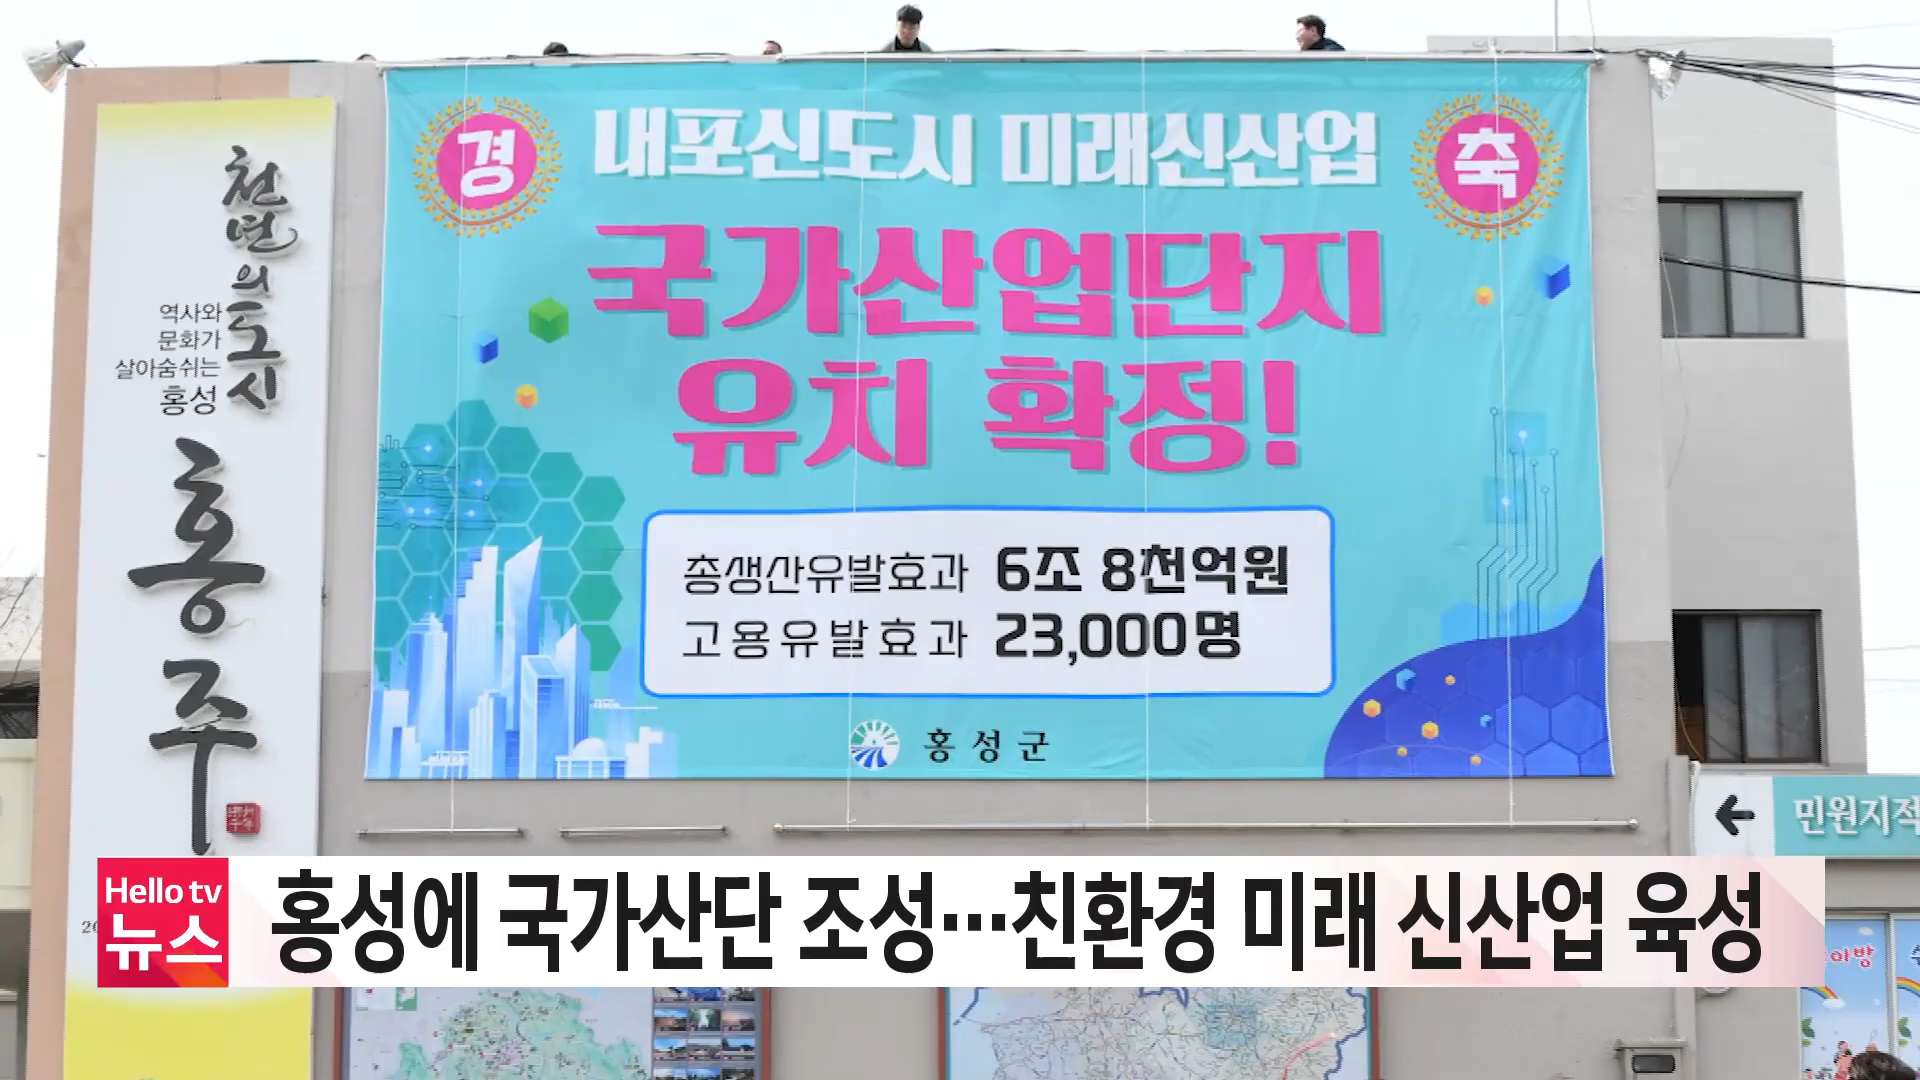 경 축
내포신도시 미래신산업
국가산업단지
유치 확정!
총생산유발효과 6조 8천억원
고용유발효과 23,000명
홍성군
천년의 도시
역사와
문화가
살아숨쉬는
홍성
홍주
민원지적
Hello tv
뉴스
홍성에 국가산단 조성…친환경 미래 신산업 육성